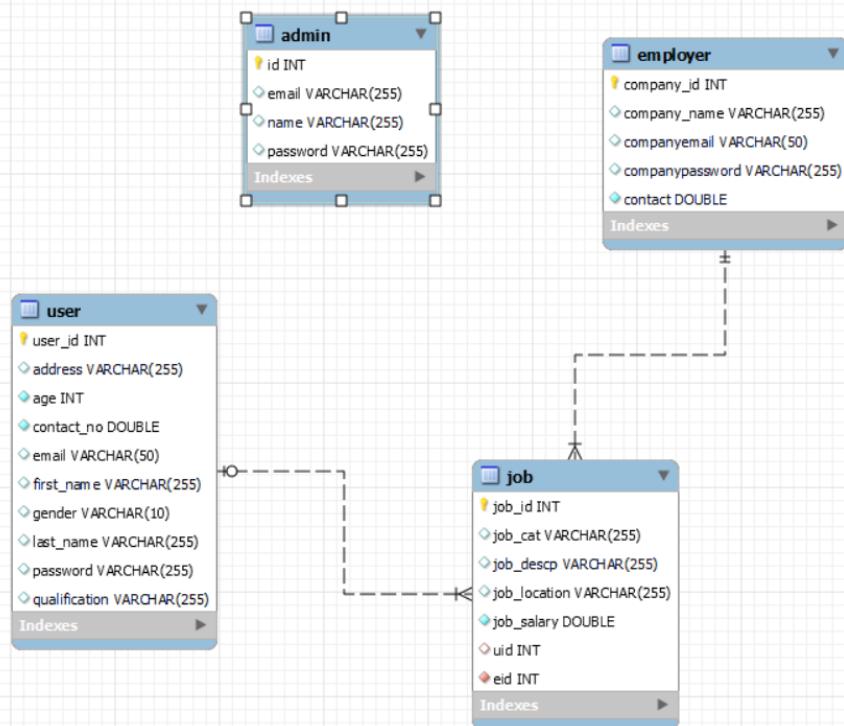 admin
id INT
email VARCHAR(255)
name VARCHAR(255)
password VARCHAR(255)
Indexes
employer
company_id INT
company_name VARCHAR(255)
companyemail VARCHAR(50)
companypassword VARCHAR(255)
contact DOUBLE
Indexes
user
user_id INT
address VARCHAR(255)
age INT
contact_no DOUBLE
email VARCHAR(50)
first_name VARCHAR(255)
gender VARCHAR(10)
last_name VARCHAR(255)
password VARCHAR(255)
qualification VARCHAR(255)
Indexes
job
job_id INT
job_cat VARCHAR(255)
job_descp VARCHAR(255)
job_location VARCHAR(255)
job_salary DOUBLE
uid INT
eid INT
Indexes